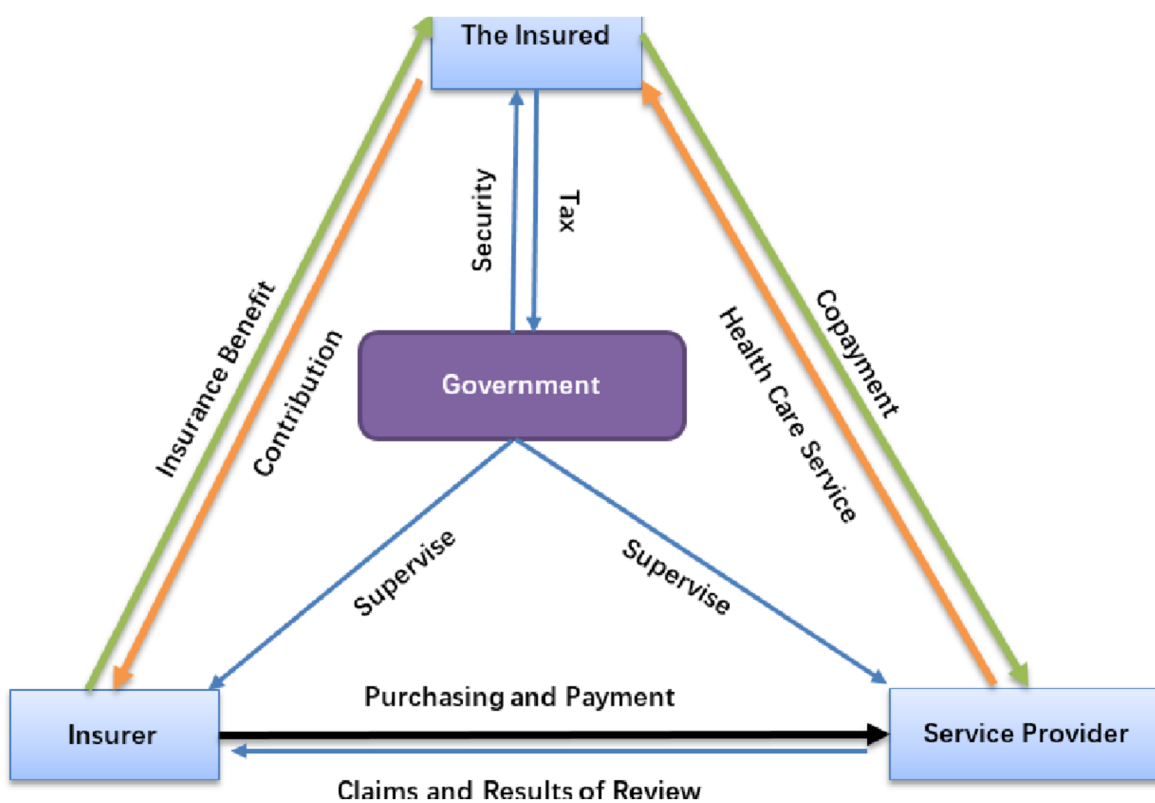 The Insured
Security
Tax
Insurance Benefit
Contribution
Government
Copayment
Health Care Service
Supervise
Supervise
Purchasing and Payment
Insurer
Service Provider
Claims and Results of Review